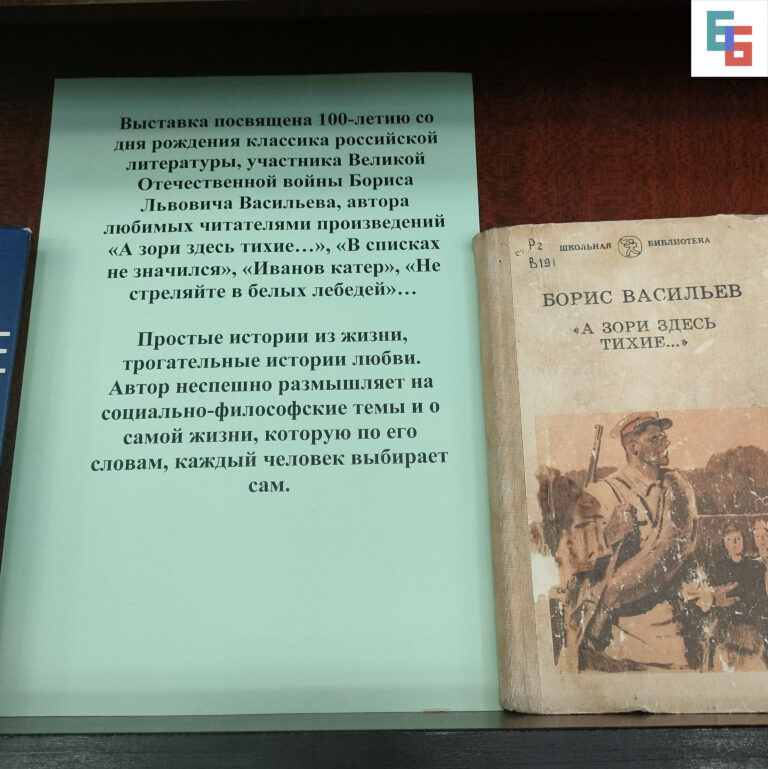 Выставка посвящена 100-летию со
дня рождения классика российской
литературы, участника Великой
Отечественной войны Бориса
Львовича Васильева, автора
любимых читателями произведений
«А зори здесь тихие…», «В списках
не значился», «Иванов катер», «Не
стреляйте в белых лебедей»…
Простые истории из жизни,
трогательные истории любви.
Автор неспешно размышляет на
социально-философские темы и о
самой жизни, которую по его
словам, каждый человек выбирает
сам.
Р2
В191
ШКОЛЬНАЯ БИБЛИОТЕКА
БОРИС ВАСИЛЬЕВ
«А ЗОРИ ЗДЕСЬ
ТИХИЕ...»